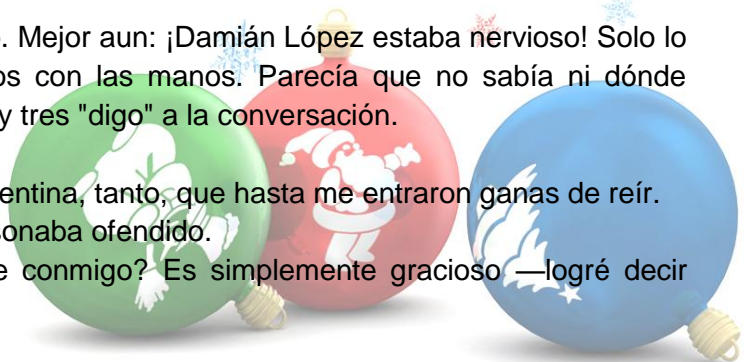 . Mejor aun: ¡Damián López estaba nervioso! Solo lo
os con las manos. Parecía que no sabía ni dónde
y tres "digo" a la conversación.
entina, tanto, que hasta me entraron ganas de reír.
sonaba ofendido.
e conmigo? Es simplemente gracioso —logré decir